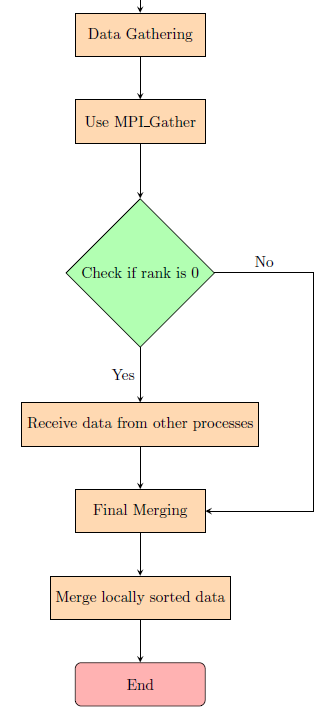 Data Gathering
Use MPI_Gather
Check if rank is 0
No
Yes
Receive data from other processes
Final Merging
Merge locally sorted data
End